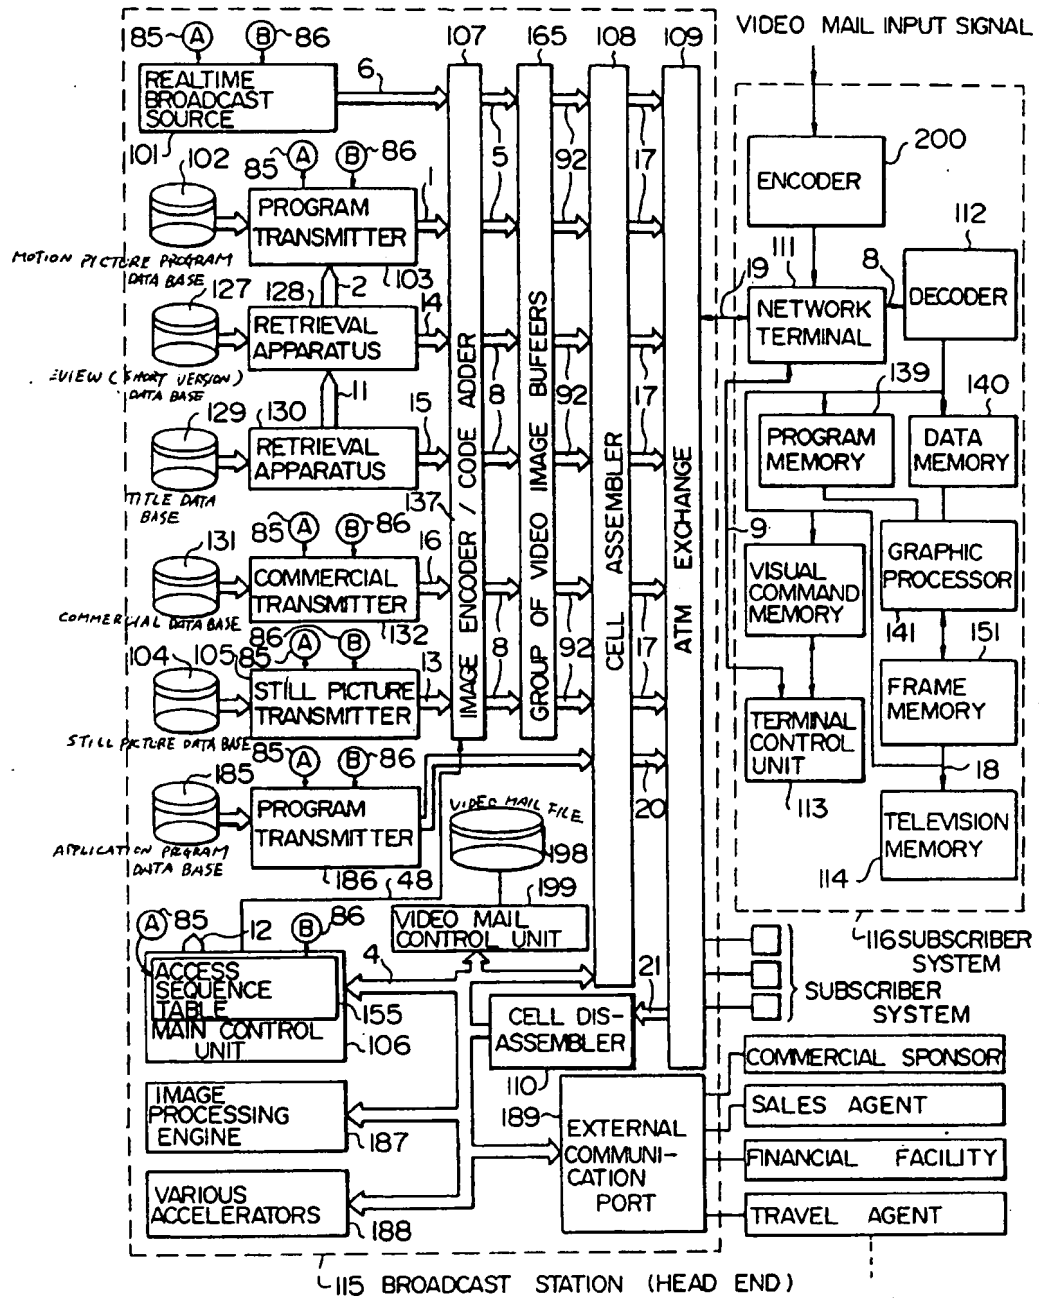 85 A B 86
107 165 108 109
VIDEO MAIL INPUT SIGNAL
REALTIME
BROADCAST
SOURCE
6
101
5 92 17
ENCODER
200
102
85 A B 86
1
PROGRAM
TRANSMITTER
103
MOTION PICTURE PROGRAM
DATA BASE
127
128
2
14
RETRIEVAL
APPARATUS
EVIEW (SHORT VERSION)
DATA BASE
11
8 92 17
129
130
15
RETRIEVAL
APPARATUS
TITLE DATA
BASE
137
131
85 A B 86
16
COMMERCIAL
TRANSMITTER
132
COMMERCIAL DATA BASE
104
105
85 A 86 B
13
STILL PICTURE
TRANSMITTER
8 92 17
STILL PICTURE DATA BASE
185
85 A B 86
PROGRAM
TRANSMITTER
186
APPLICATION PROGRAM
DATA BASE
48
20
IMAGE ENCODER / CODE ADDER
GROUP OF VIDEO IMAGE BUFEERS
CELL ASSEMBLER
ATM EXCHANGE
VIDEO MAIL FILE
198
199
VIDEO MAIL
CONTROL UNIT
A 85
12
B 86
4
ACCESS
SEQUENCE
TABLE
155
MAIN CONTROL
UNIT
106
21
CELL DIS-
ASSEMBLER
110
IMAGE
PROCESSING
ENGINE
187
VARIOUS
ACCELERATORS
188
189
EXTERNAL
COMMUNI-
CATION
PORT
115 BROADCAST STATION (HEAD END)
19
111
NETWORK
TERMINAL
8
112
DECODER
139
PROGRAM
MEMORY
140
DATA
MEMORY
9
VISUAL
COMMAND
MEMORY
GRAPHIC
PROCESSOR
141
151
FRAME
MEMORY
TERMINAL
CONTROL
UNIT
113
18
TELEVISION
MEMORY
114
116 SUBSCRIBER
SYSTEM
SUBSCRIBER
SYSTEM
COMMERCIAL SPONSOR
SALES AGENT
FINANCIAL FACILITY
TRAVEL AGENT